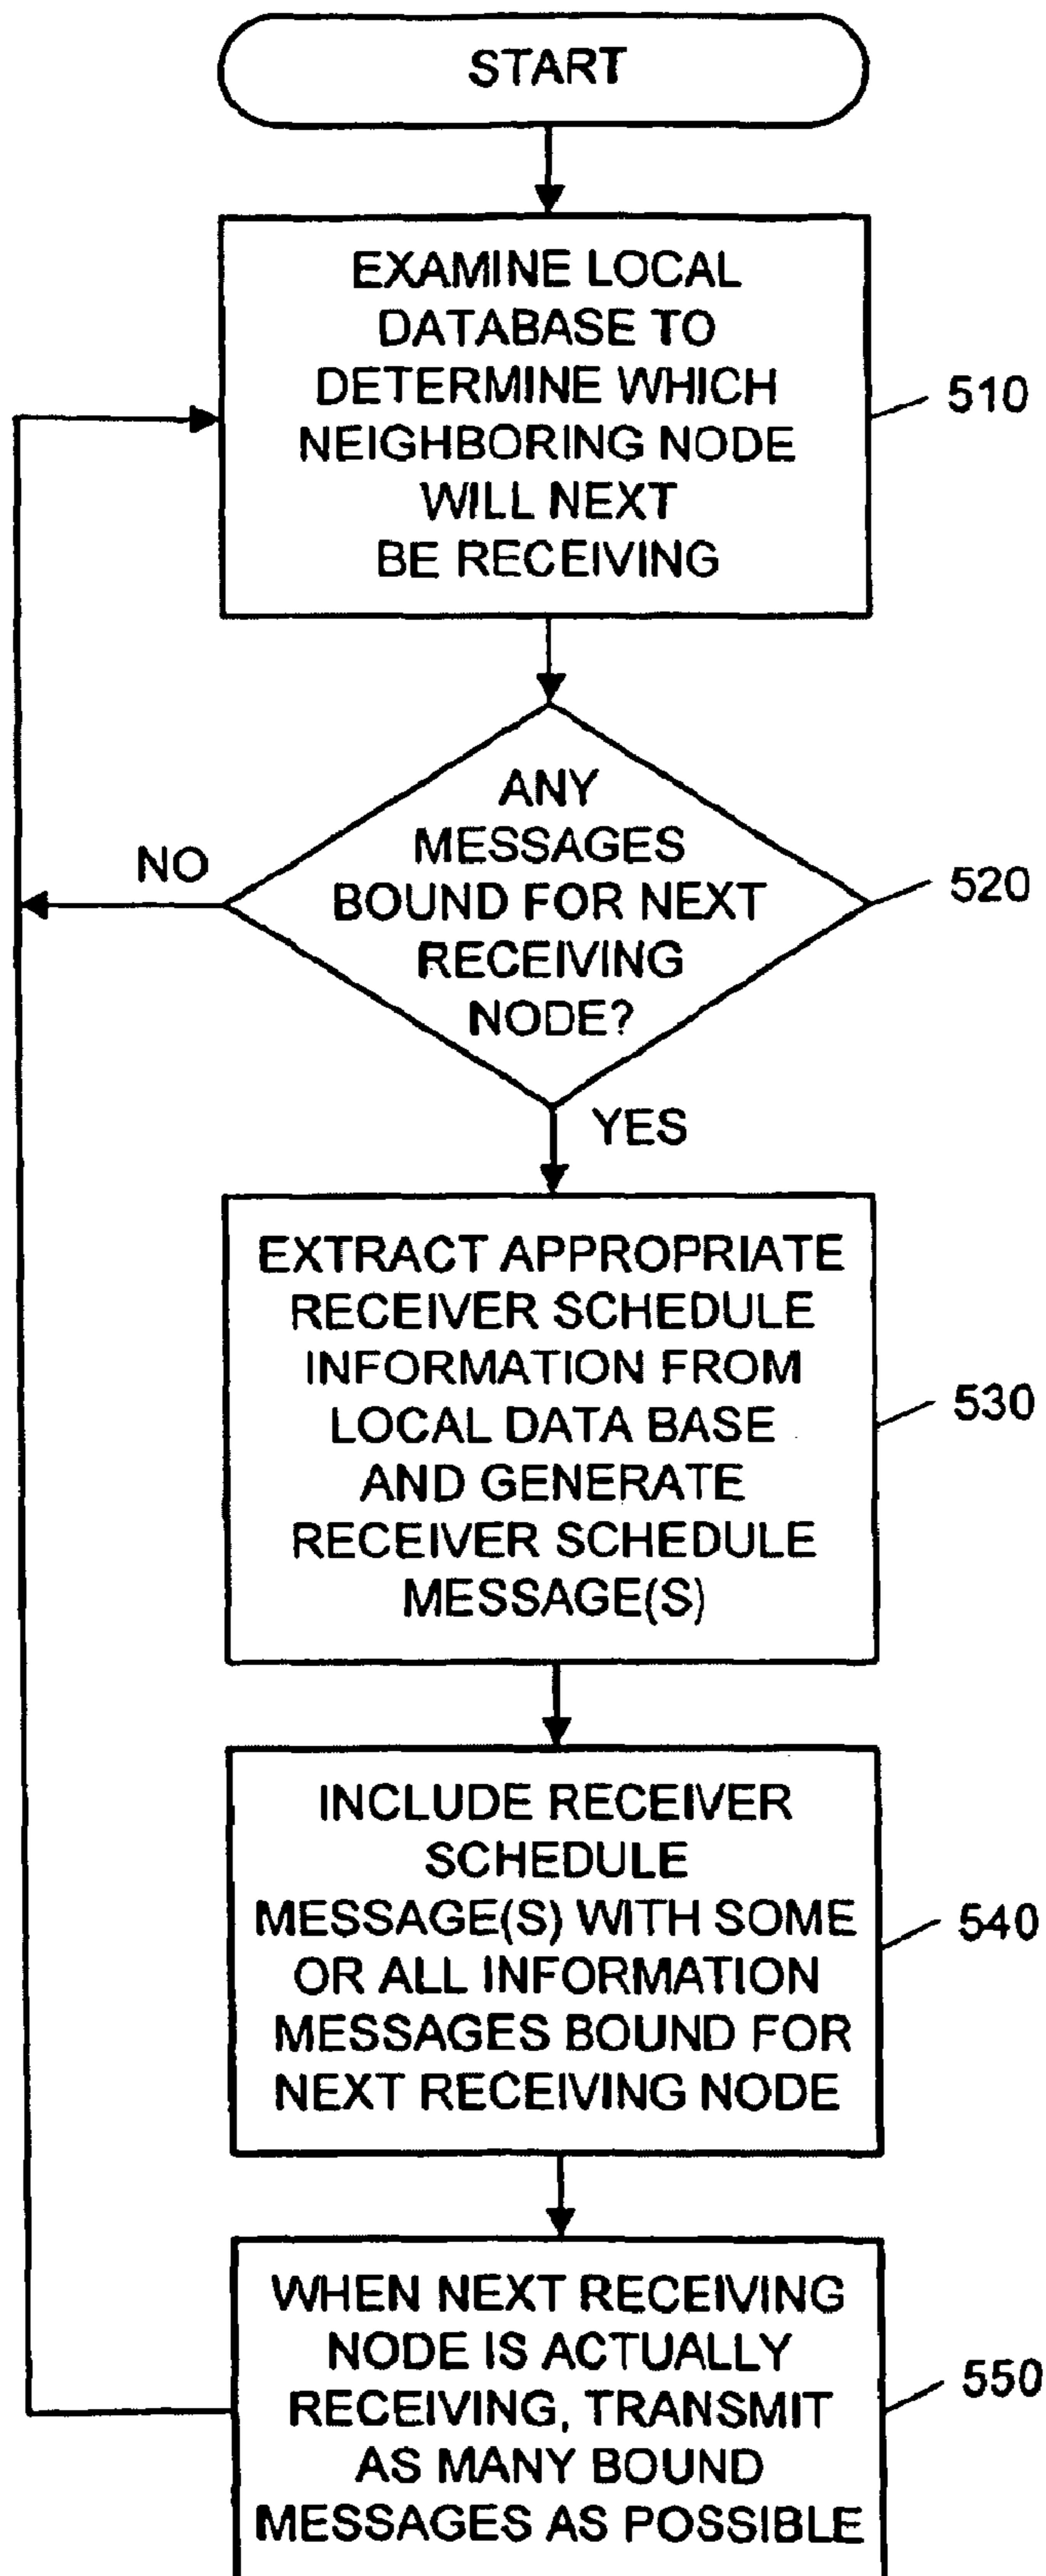 START
EXAMINE LOCAL
DATABASE TO
DETERMINE WHICH
NEIGHBORING NODE
WILL NEXT
BE RECEIVING
510
ANY
MESSAGES
BOUND FOR NEXT
RECEIVING
NODE?
520
NO
YES
EXTRACT APPROPRIATE
RECEIVER SCHEDULE
INFORMATION FROM
LOCAL DATA BASE
AND GENERATE
RECEIVER SCHEDULE
MESSAGE(S)
530
INCLUDE RECEIVER
SCHEDULE
MESSAGE(S) WITH SOME
OR ALL INFORMATION
MESSAGES BOUND FOR
NEXT RECEIVING NODE
540
WHEN NEXT RECEIVING
NODE IS ACTUALLY
RECEIVING, TRANSMIT
AS MANY BOUND
MESSAGES AS POSSIBLE
550